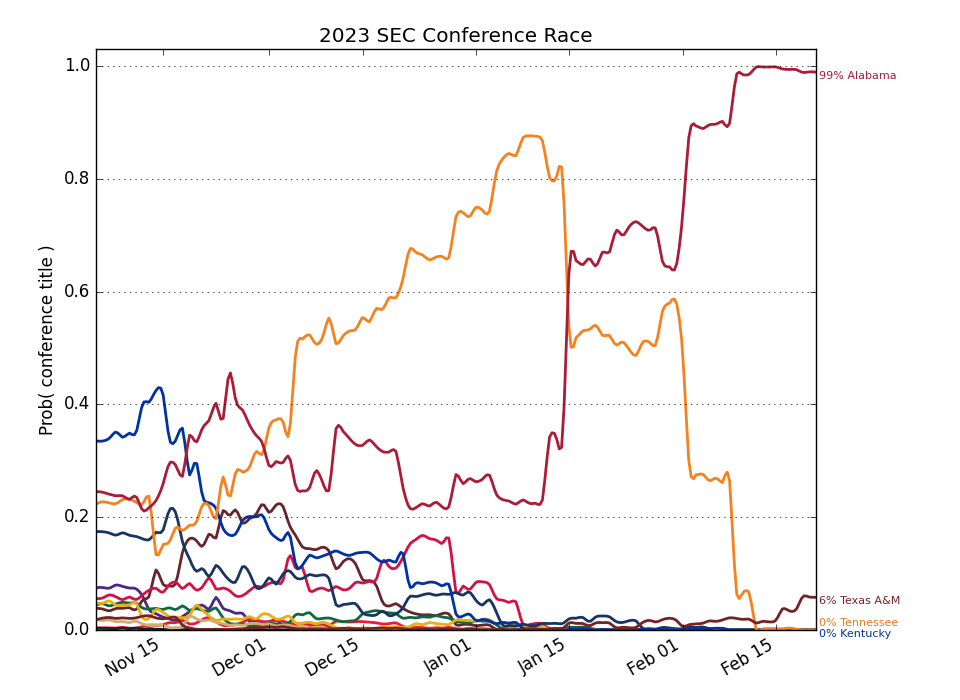 2023 SEC Conference Race
Prob( conference title )
1.0
0.8
0.6
0.4
0.2
0.0
Nov 15
Dec 01
Dec 15
Jan 01
Jan 15
Feb 01
Feb 15
99% Alabama
6% Texas A&M
0% Tennessee
0% Kentucky